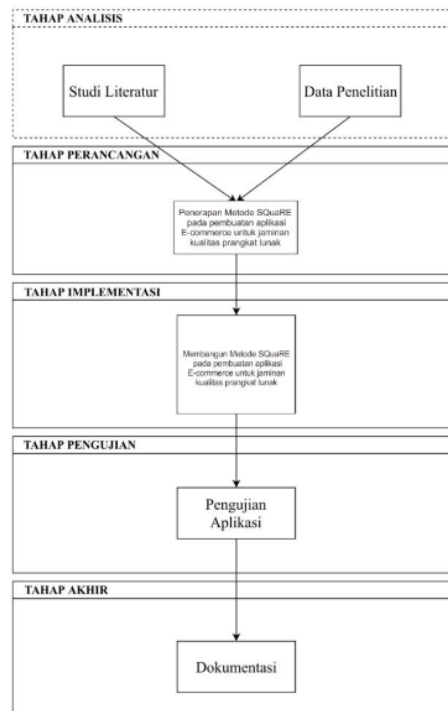 TAHAP ANALISIS
Studi Literatur
Data Penelitian
TAHAP PERANCANGAN
Penerapan Metode SQuaRE
pada pembuatan aplikasi
E-commerce untuk jaminan
kualitas prangkat lunak
TAHAP IMPLEMENTASI
Membangun Metode SQuaRE
pada pembuatan aplikasi
E-commerce untuk jaminan
kualitas prangkat lunak
TAHAP PENGUJIAN
Pengujian
Aplikasi
TAHAP AKHIR
Dokumentasi